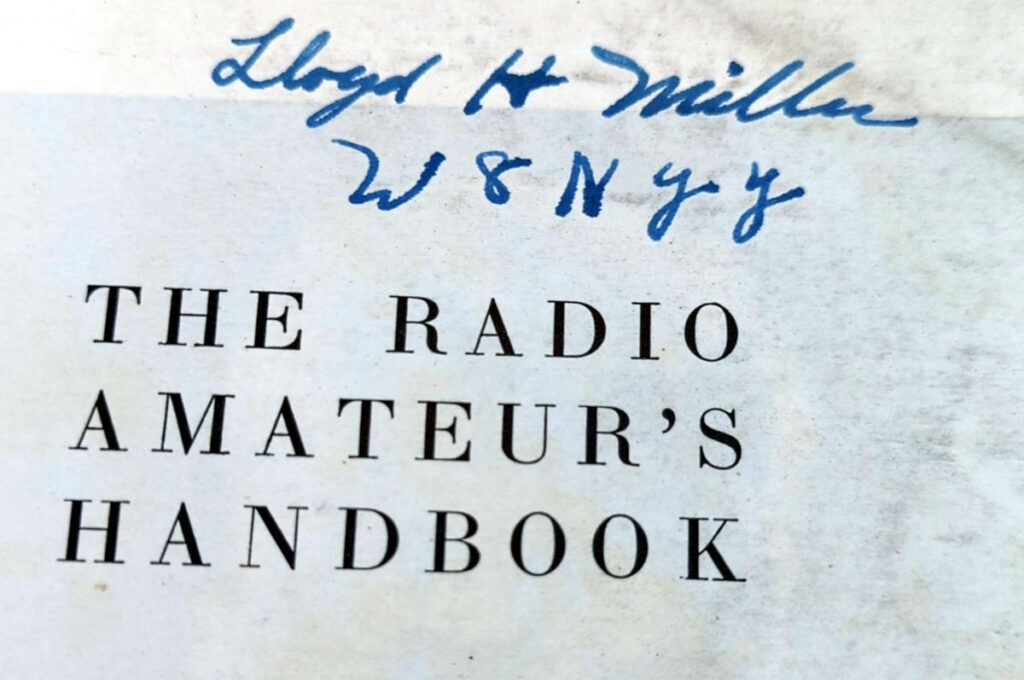 Lloyd H Miller
W8Nyy
THE RADIO
AMATEUR'S
HANDBOOK